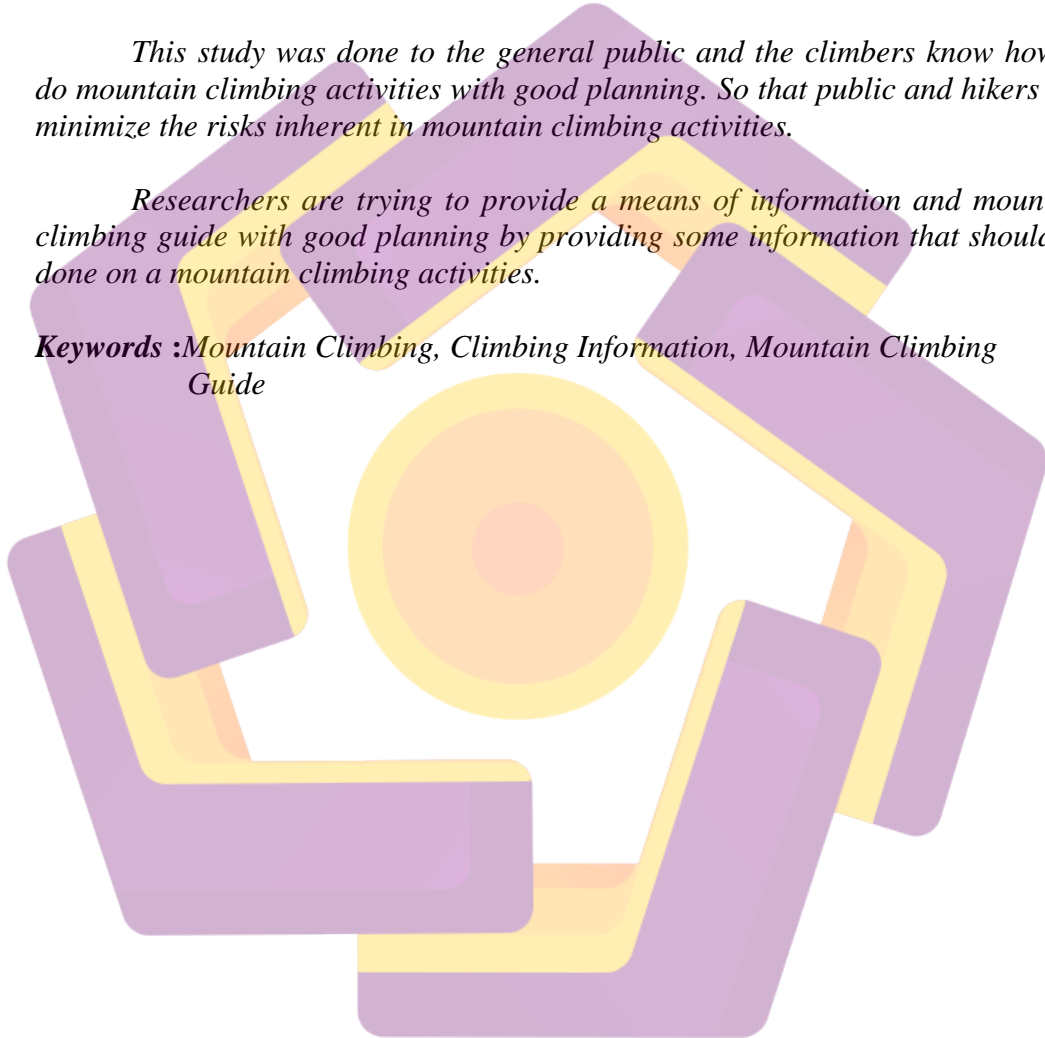 This study was done to the general public and the climbers know how
do mountain climbing activities with good planning. So that public and hikers
minimize the risks inherent in mountain climbing activities.
Researchers are trying to provide a means of information and moun
climbing guide with good planning by providing some information that should
done on a mountain climbing activities.
Keywords :Mountain Climbing, Climbing Information, Mountain Climbing
Guide